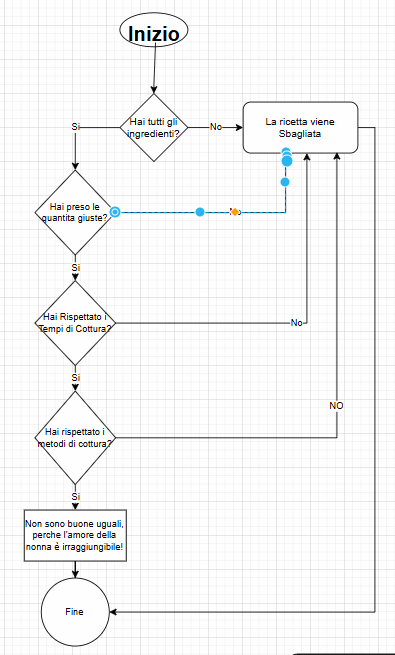 Inizio
Hai tutti gli
ingredienti?
Si
No
La ricetta viene
Sbagliata
Hai preso le
quantita giuste?
Si
Hai Rispettato i
Tempi di Cottura?
No
Si
Hai rispettato i
metodi di cottura?
NO
Si
Non sono buone uguali,
perche l'amore della
nonna è irraggiungibile!
Fine